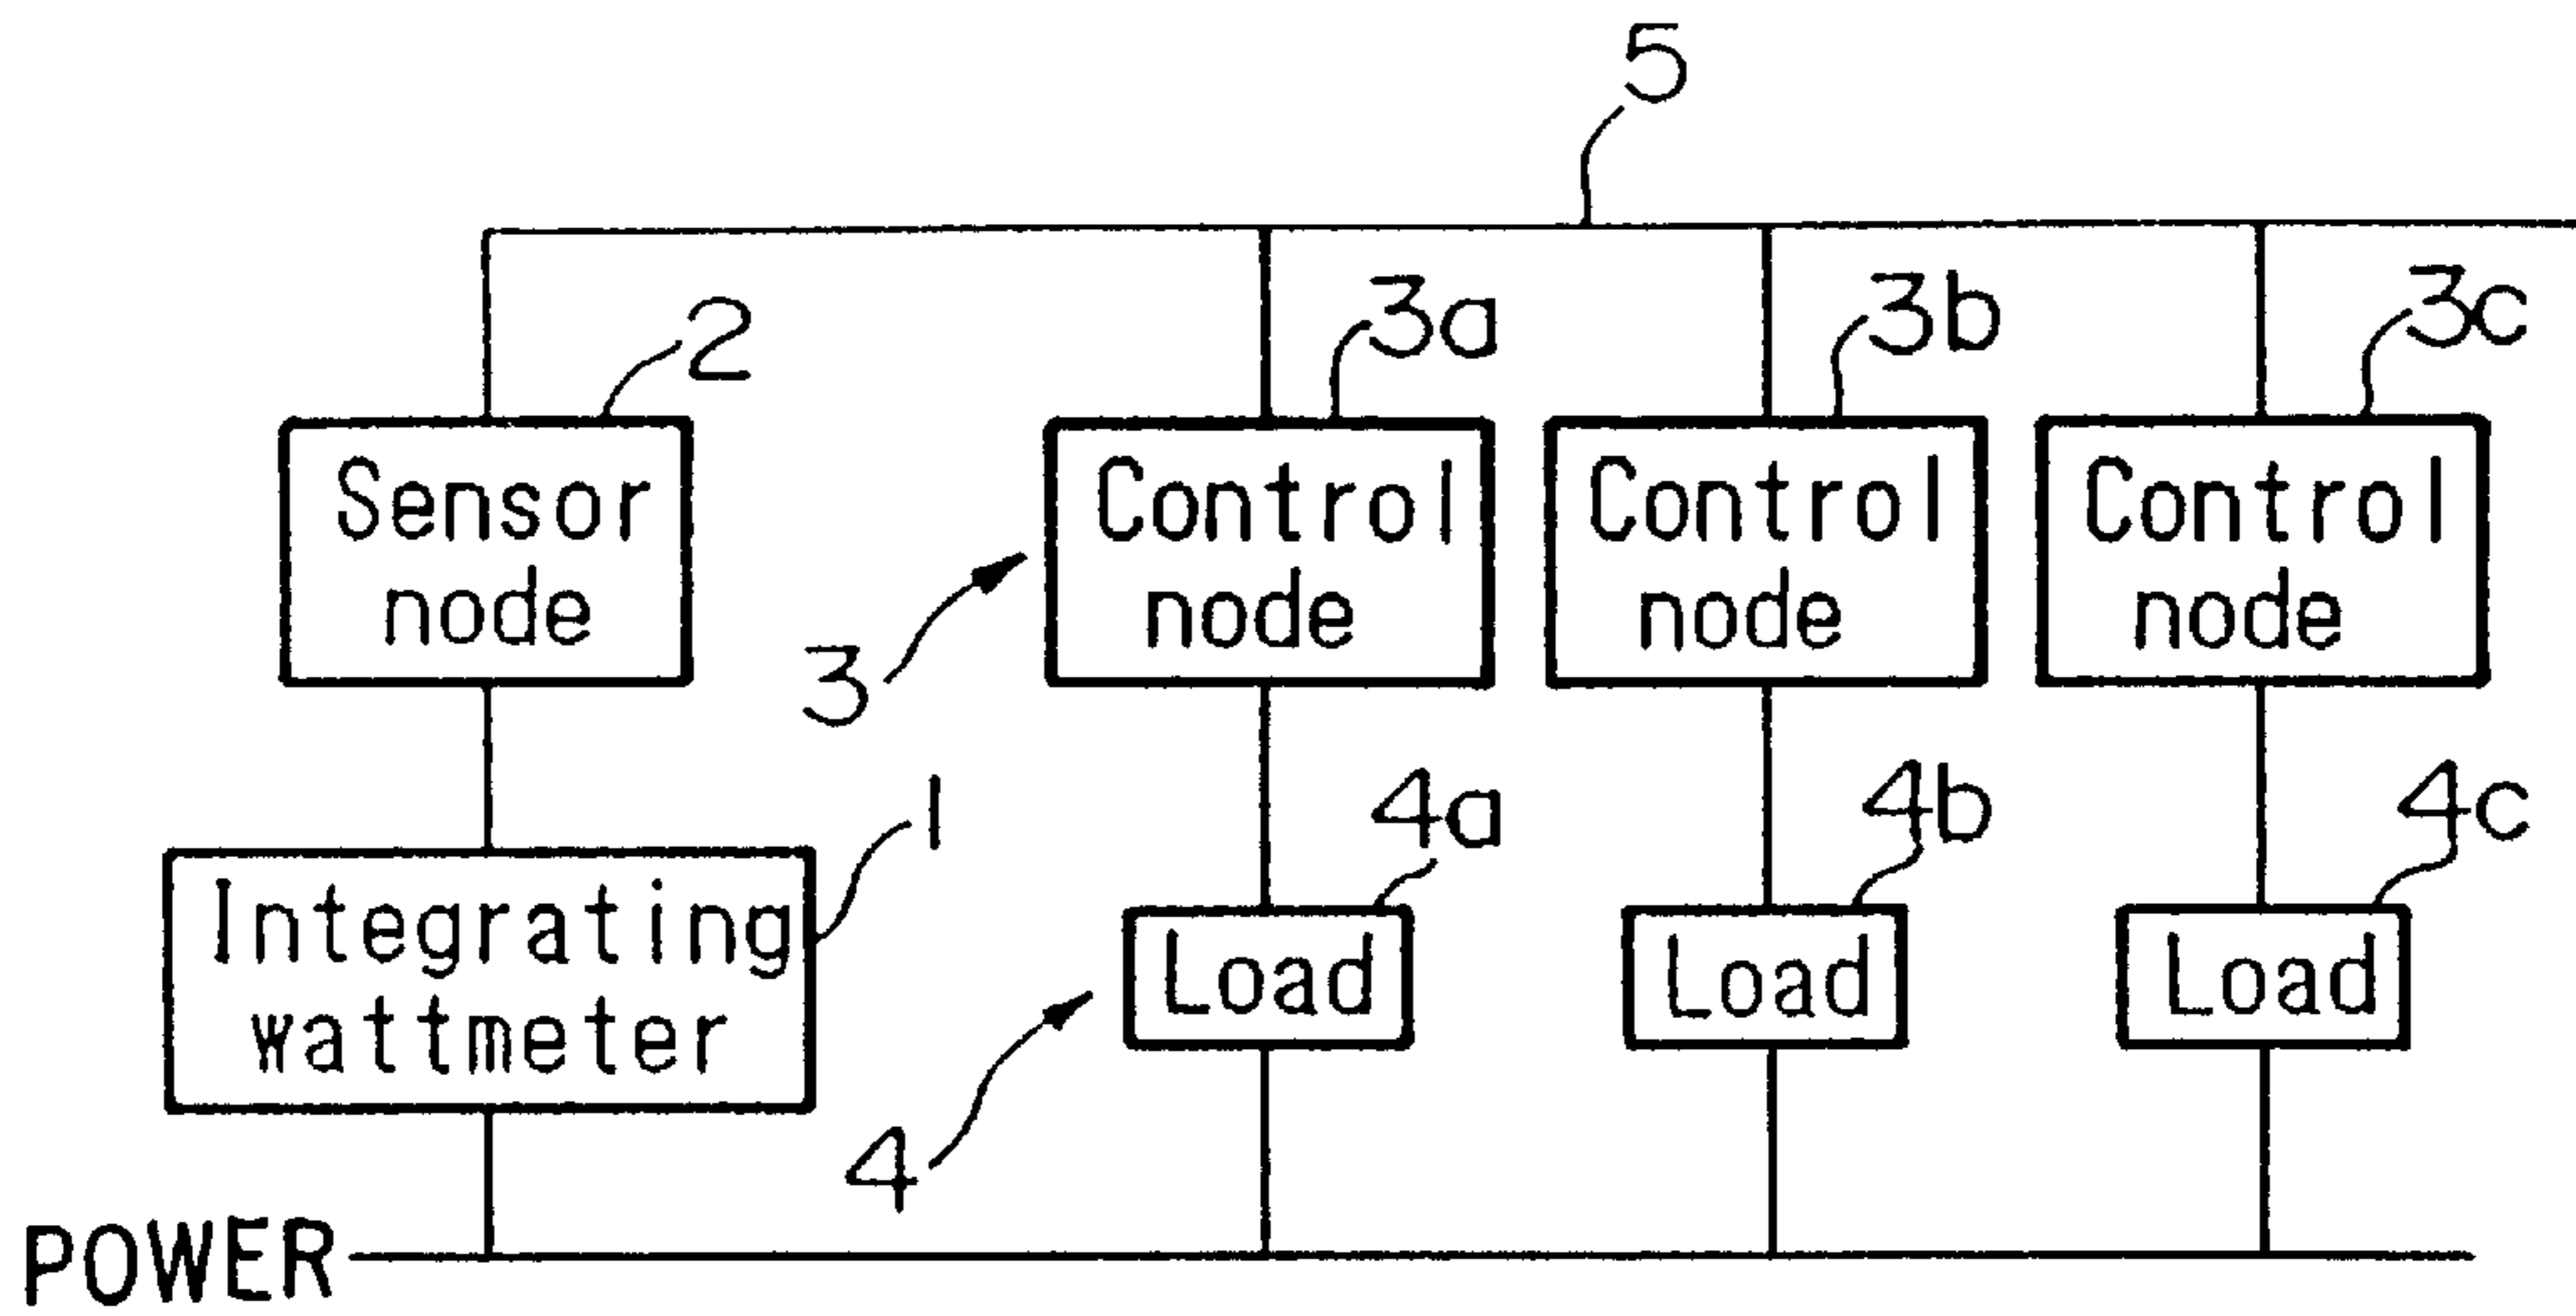 5
2
3a
3b
3c
Sensor
node
Control
node
Control
node
Control
node
3
1
4a
4b
4c
Integrating
wattmeter
Load
Load
Load
4
POWER